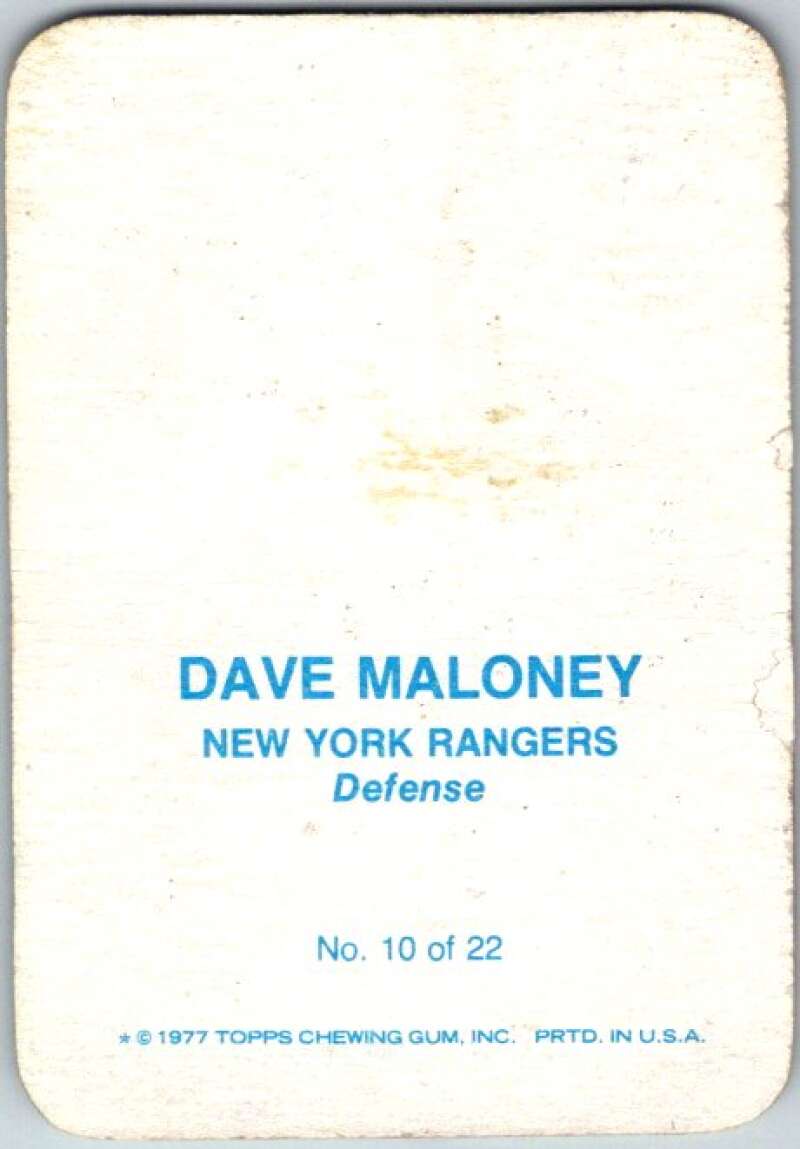 DAVE MALONEY
NEW YORK RANGERS
Defense
No. 10 of 22
* © 1977 TOPPS CHEWING GUM, INC. PRTD. IN U.S.A.